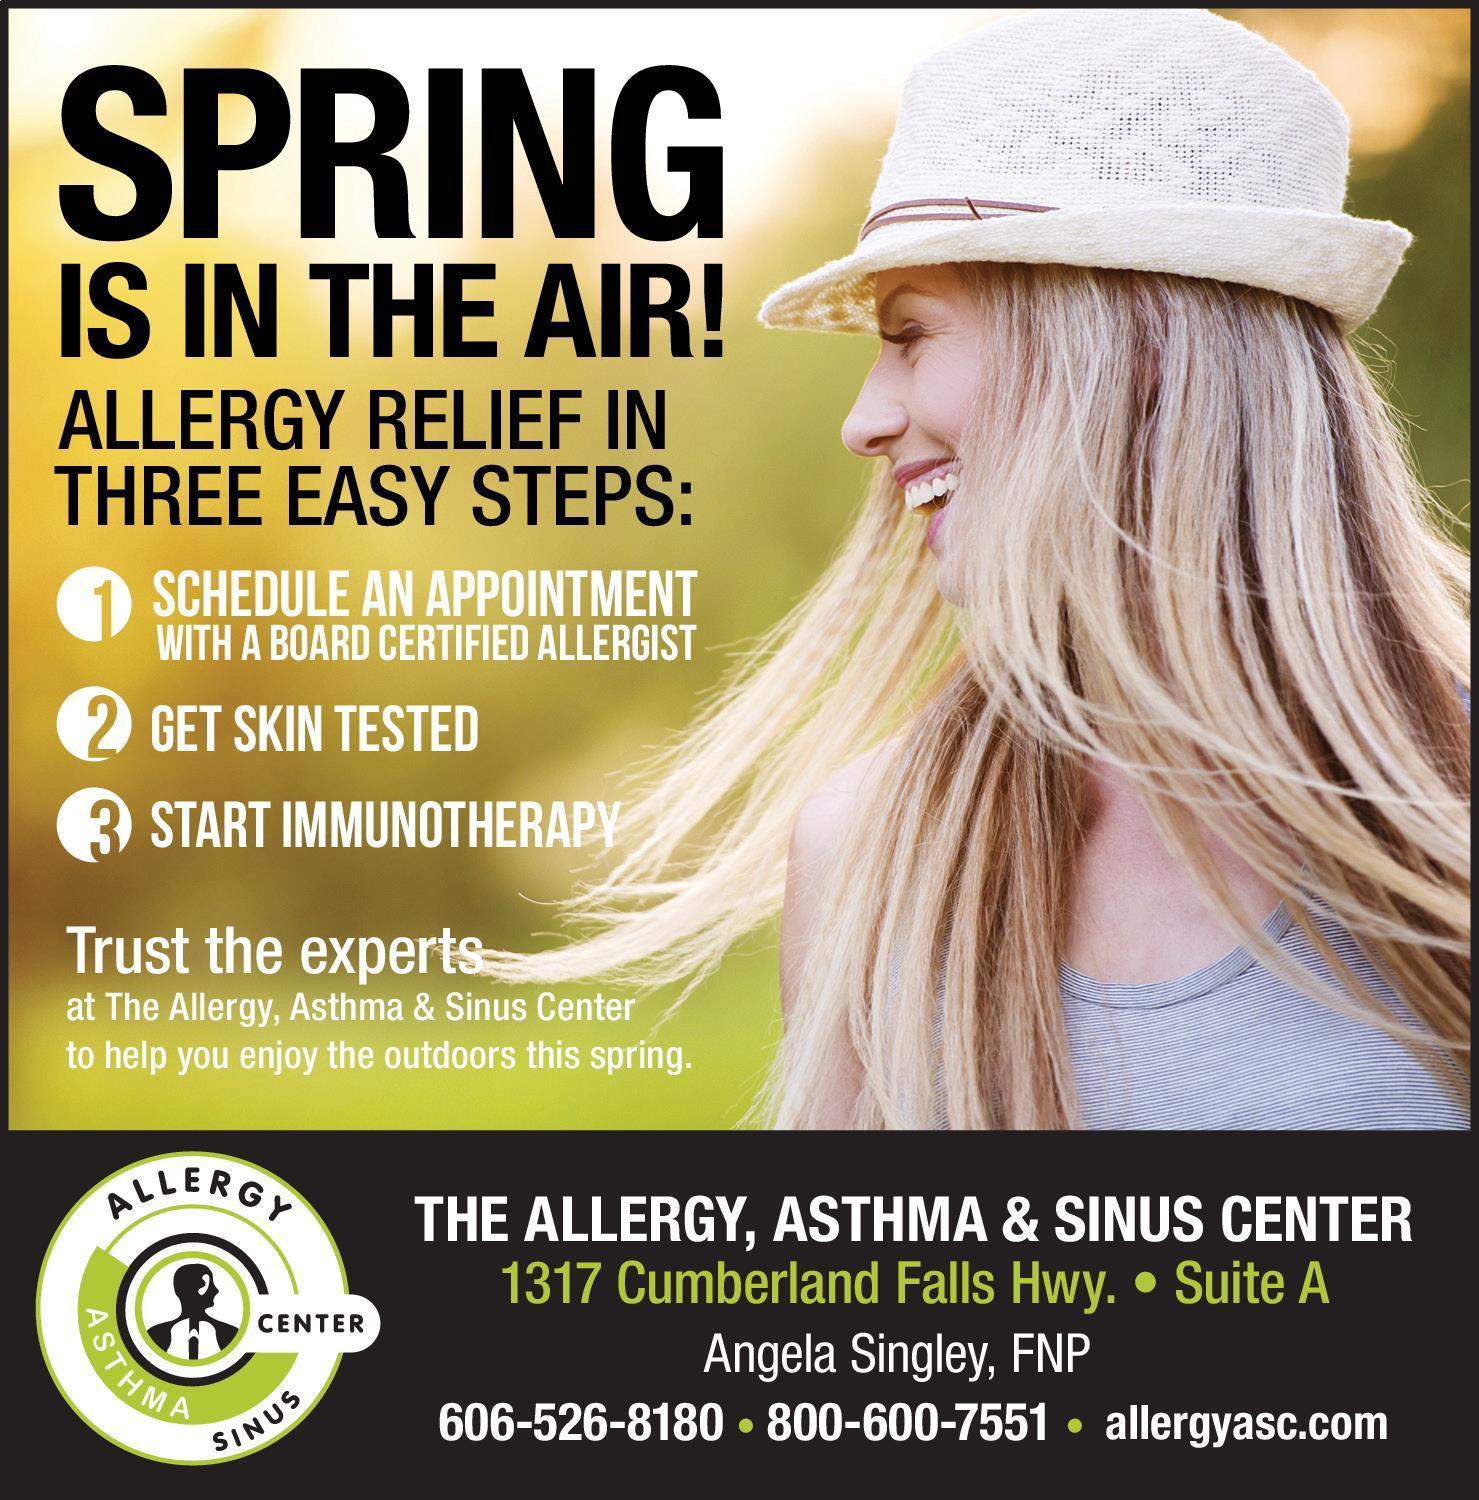 SPRING
IS IN THE AIR!
ALLERGY RELIEF IN
THREE EASY STEPS:
1 SCHEDULE AN APPOINTMENT
WITH A BOARD CERTIFIED ALLERGIST
2 GET SKIN TESTED
3 START IMMUNOTHERAPY
Trust the experts
at The Allergy, Asthma & Sinus Center
to help you enjoy the outdoors this spring.
ALLERGY
ASTHMA
SINUS
CENTER
THE ALLERGY, ASTHMA & SINUS CENTER
1317 Cumberland Falls Hwy. • Suite A
Angela Singley, FNP
606-526-8180 • 800-600-7551 • allergyasc.com